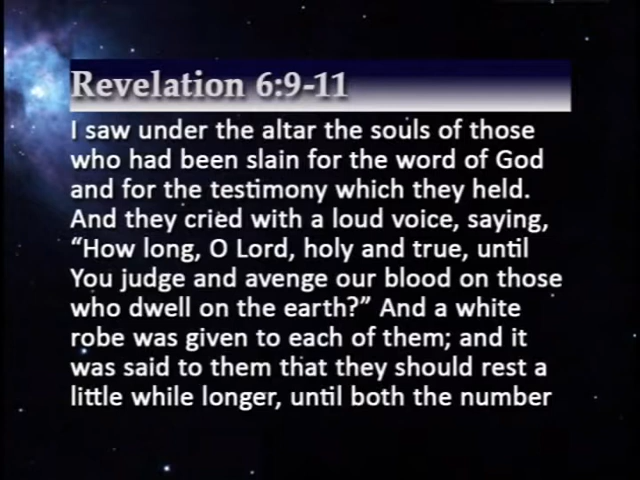 Revelation 6:9-11
I saw under the altar the souls of those
who had been slain for the word of God
and for the testimony which they held.
And they cried with a loud voice, saying,
“How long, O Lord, holy and true, until
You judge and avenge our blood on those
who dwell on the earth?” And a white
robe was given to each of them; and it
was said to them that they should rest a
little while longer, until both the number